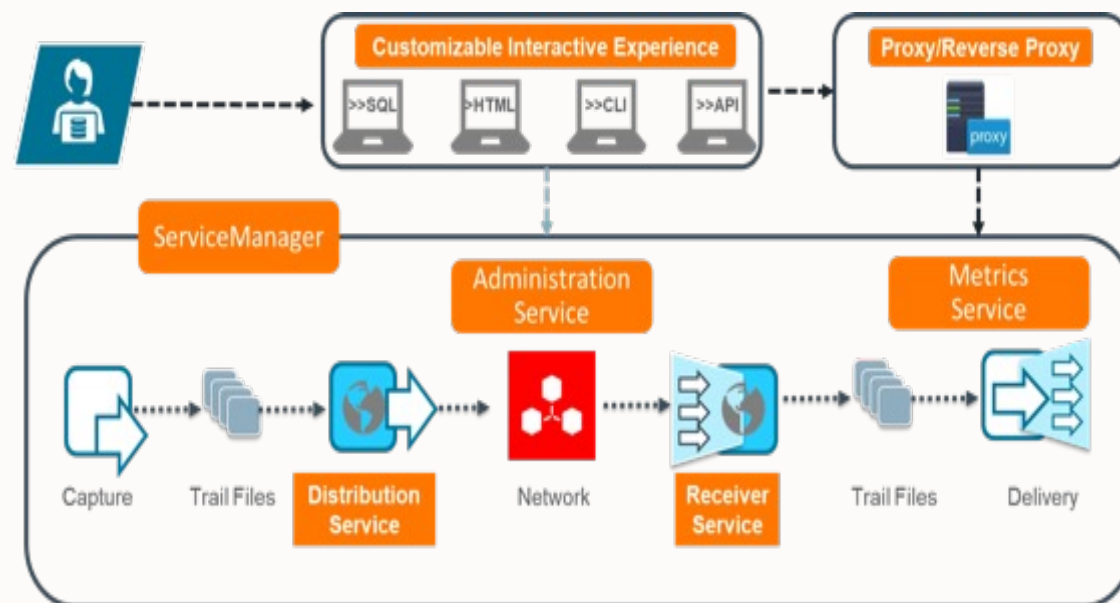 Customizable Interactive Experience
Proxy/Reverse Proxy
>>SQL
>HTML
>>CLI
>>API
proxy
ServiceManager
Administration
Service
Metrics
Service
Capture
Trail Files
Distribution
Service
Network
Receiver
Service
Trail Files
Delivery